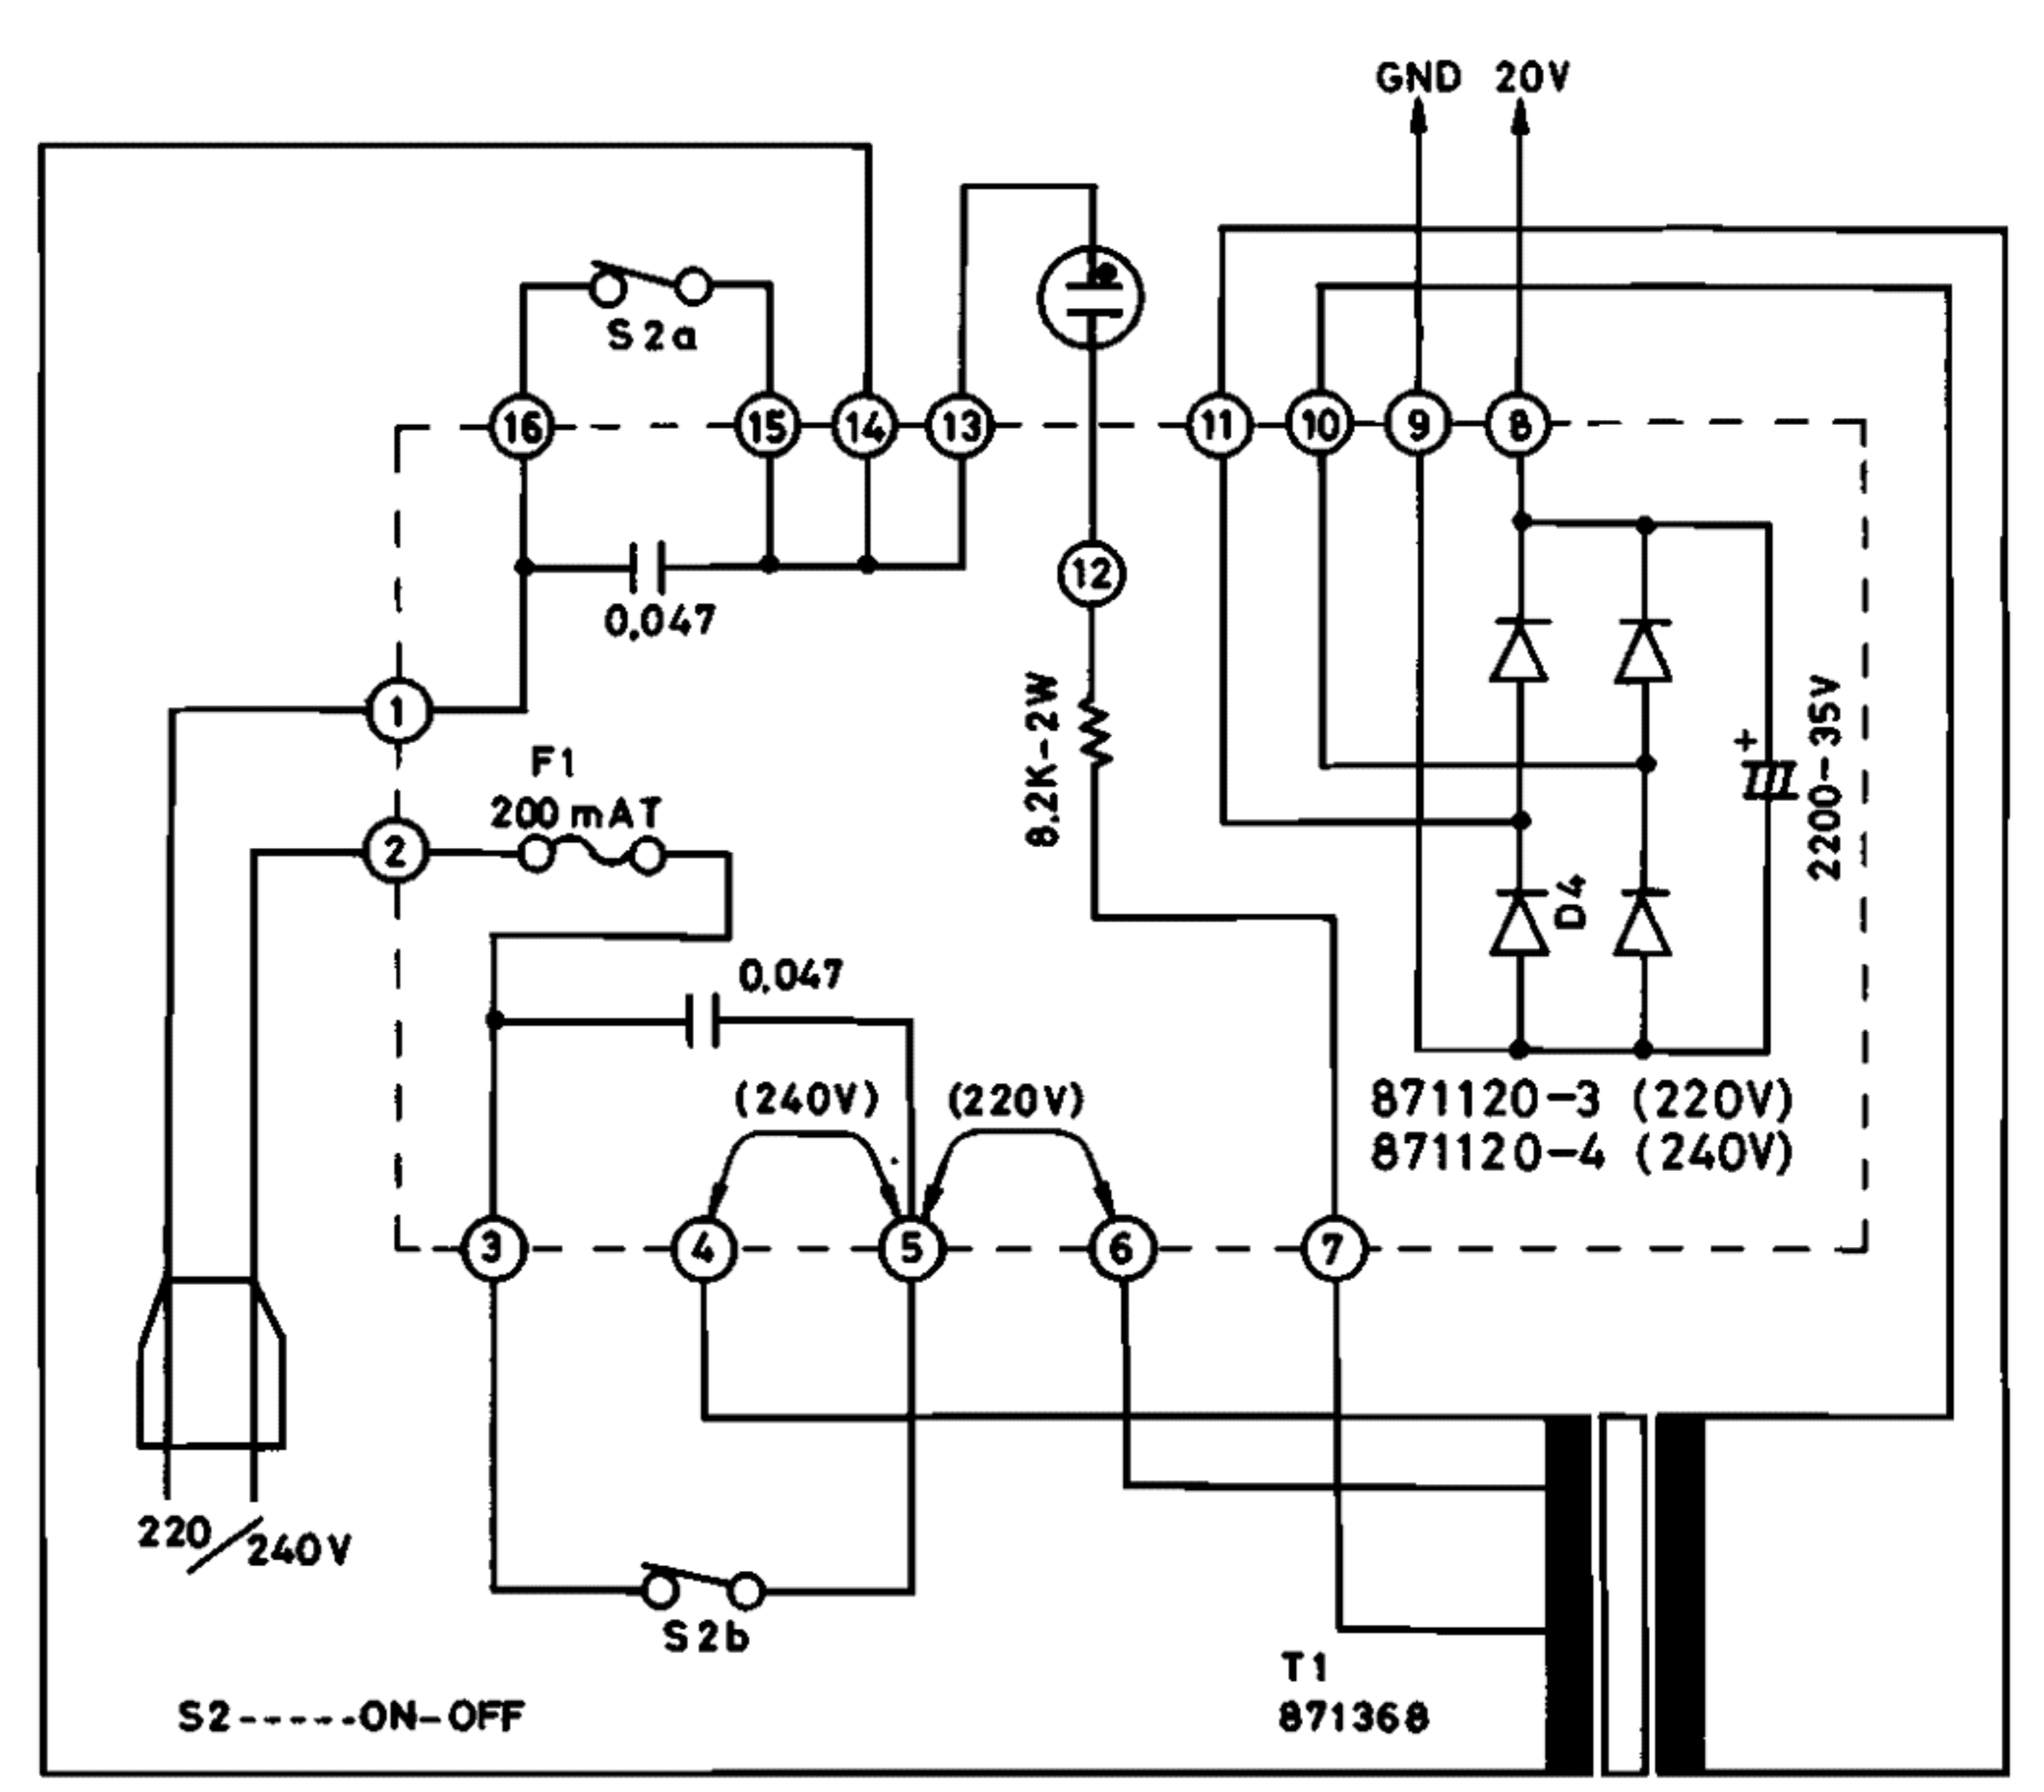 GND 20V
S2a
16
15
14
13
11
10
9
8
0,047
12
1
8.2K-2W
2200-35V
+
F1
200 mAT
2
D4
0,047
(240V)
(220V)
871120-3 (220V)
871120-4 (240V)
3
4
5
6
7
220/240V
S2b
T1
871368
S2-----ON-OFF